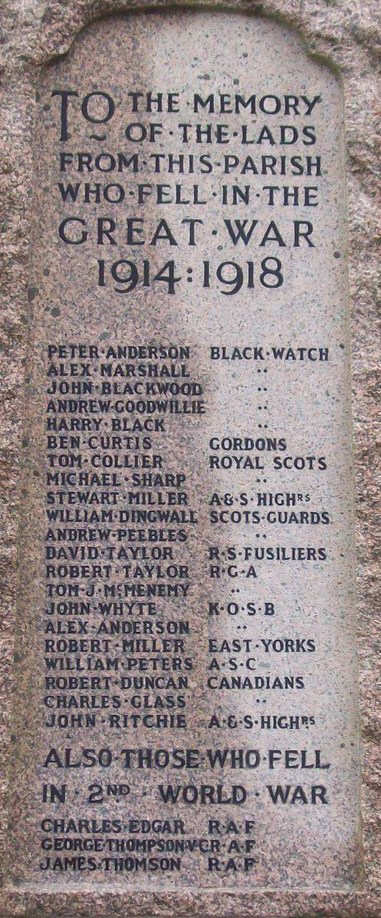 TO THE MEMORY
OF·THE·LADS
FROM·THIS·PARISH
WHO·FELL·IN·THE
GREAT·WAR
1914:1918
PETER·ANDERSON BLACK·WATCH
ALEX·MARSHALL "
JOHN·BLACKWOOD "
ANDREW·GOODWILLIE "
HARRY·BLACK "
BEN·CURTIS GORDONS
TOM·COLLIER ROYAL SCOTS
MICHAEL·SHARP "
STEWART·MILLER A·&·S·HIGHRS
WILLIAM·DINGWALL SCOTS·GUARDS
ANDREW·PEEBLES "
DAVID·TAYLOR R·S·FUSILIERS
ROBERT·TAYLOR R·G·A
TOM·J·McMENEMY "
JOHN·WHYTE K·O·S·B
ALEX·ANDERSON "
ROBERT·MILLER EAST·YORKS
WILLIAM·PETERS A·S·C
ROBERT·DUNCAN CANADIANS
CHARLES·GLASS "
JOHN·RITCHIE A·&·S·HIGHRS
ALSO·THOSE·WHO·FELL
IN·2ND·WORLD·WAR
CHARLES·EDGAR R·A·F
GEORGE·THOMPSON·VC R·A·F
JAMES·THOMSON R·A·F